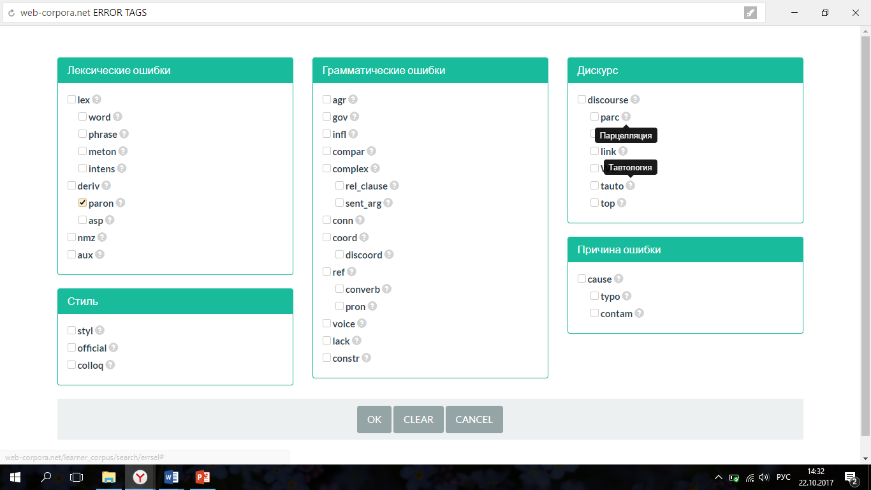 web-corpora.net ERROR TAGS
Лексические ошибки
lex ?
word ?
phrase ?
meton ?
intens ?
deriv ?
paron ?
asp ?
nmz ?
aux ?
Стиль
styl ?
official ?
colloq ?
Грамматические ошибки
agr ?
gov ?
infl ?
compar ?
complex ?
rel_clause ?
sent_arg ?
conn ?
coord ?
discoord ?
ref ?
converb ?
pron ?
voice ?
lack ?
constr ?
Дискурс
discourse ?
parc ?
Парцелляция
link ?
Тавтология
tauto ?
top ?
Причина ошибки
cause ?
typo ?
contam ?
OK CLEAR CANCEL
web-corpora.net/learner_corpus/search/errsel#
РУС 14:32
22.10.2017 2